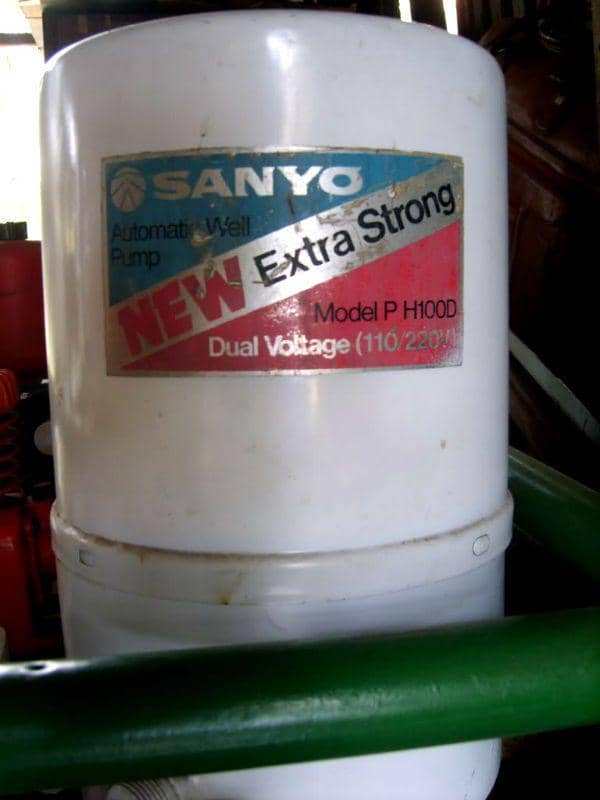 SANYO
Automatic Well
Pump
NEW Extra Strong
Model P H100D
Dual Voltage (110/220V)